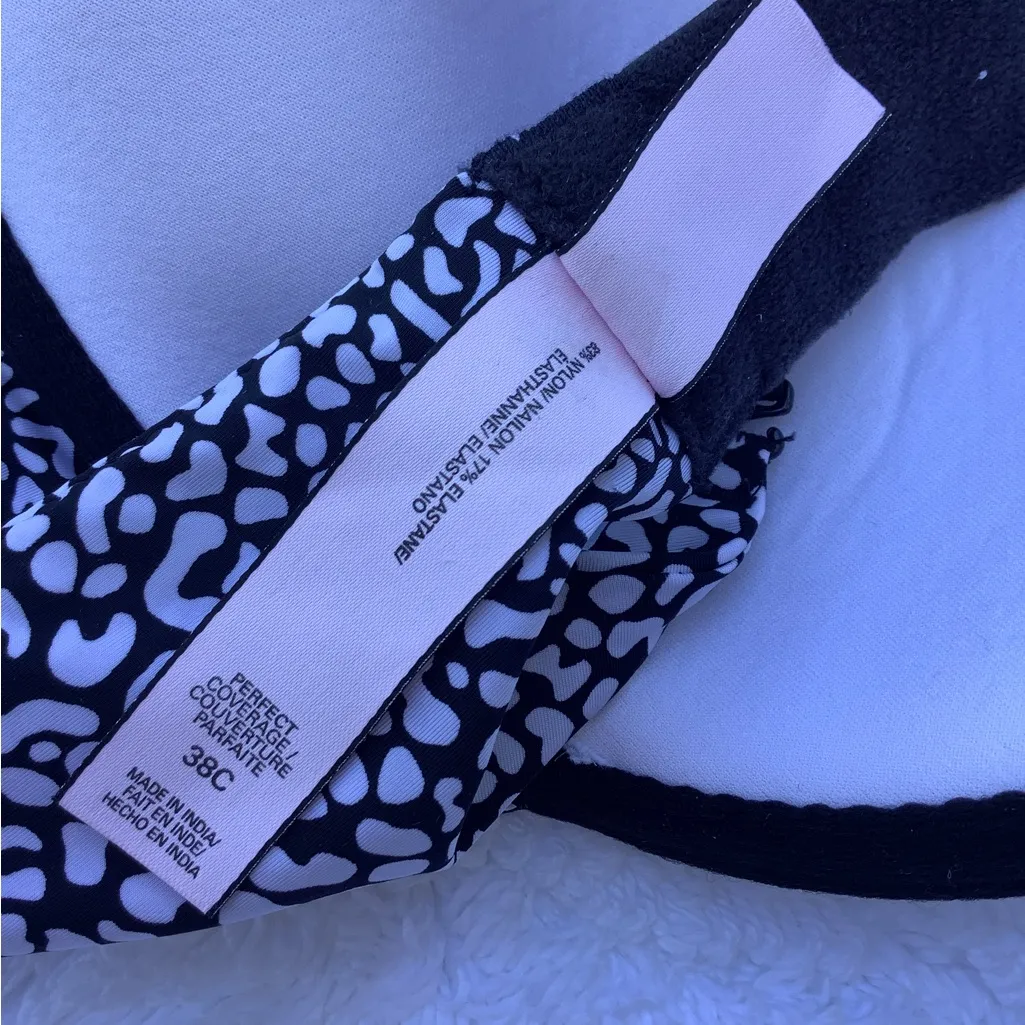 83% NYLON/ NAILON 17% ELASTANE/
ÉLASTHANNE/ ELASTANO
PERFECT
COVERAGE/
COUVERTURE
PARFAITE
38C
MADE IN INDIA/
FAIT EN INDE/
HECHO EN INDIA